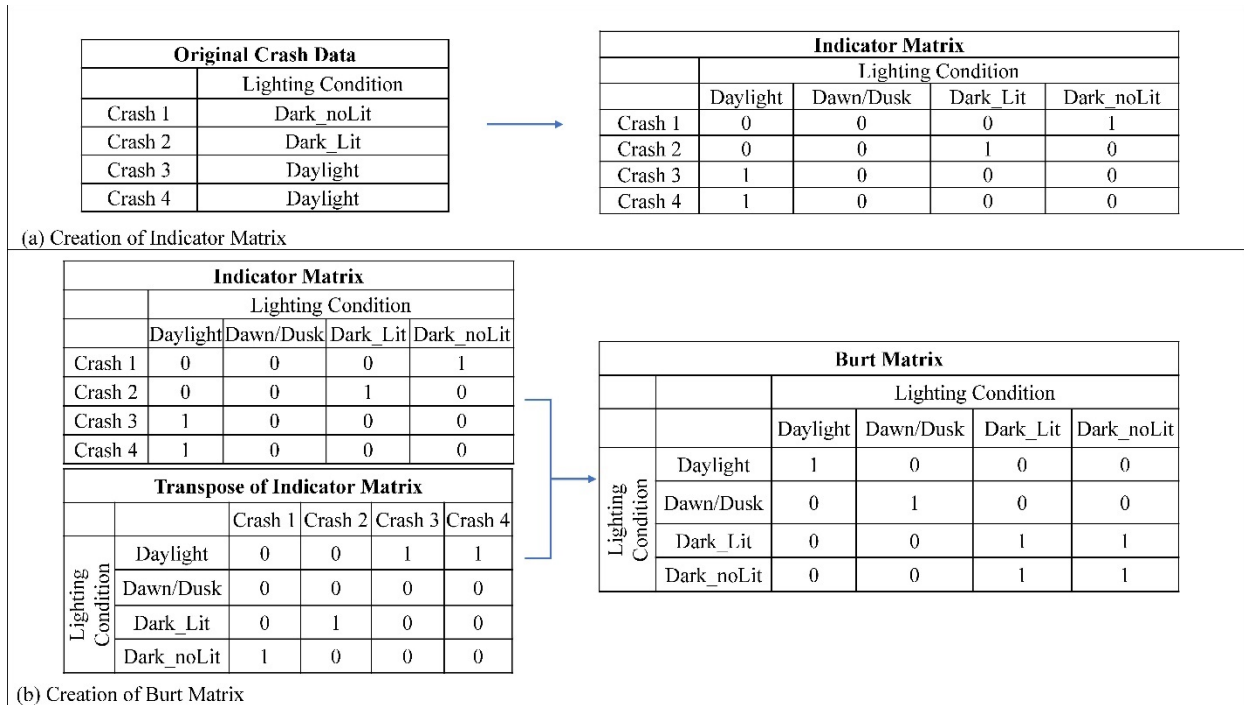 Original Crash Data
Lighting Condition
Crash 1 Dark_noLit
Crash 2 Dark_Lit
Crash 3 Daylight
Crash 4 Daylight
Indicator Matrix
Lighting Condition
Daylight Dawn/Dusk Dark_Lit Dark_noLit
Crash 1 0 0 0 1
Crash 2 0 0 1 0
Crash 3 1 0 0 0
Crash 4 1 0 0 0
(a) Creation of Indicator Matrix
Indicator Matrix
Lighting Condition
Daylight Dawn/Dusk Dark_Lit Dark_noLit
Crash 1 0 0 0 1
Crash 2 0 0 1 0
Crash 3 1 0 0 0
Crash 4 1 0 0 0
Transpose of Indicator Matrix
Crash 1 Crash 2 Crash 3 Crash 4
Lighting
Condition
Daylight 0 0 1 1
Dawn/Dusk 0 0 0 0
Dark_Lit 0 1 0 0
Dark_noLit 1 0 0 0
Burt Matrix
Lighting Condition
Daylight Dawn/Dusk Dark_Lit Dark_noLit
Lighting
Condition
Daylight 1 0 0 0
Dawn/Dusk 0 1 0 0
Dark_Lit 0 0 1 1
Dark_noLit 0 0 1 1
(b) Creation of Burt Matrix